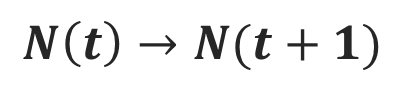 N(t) → N(t + 1)